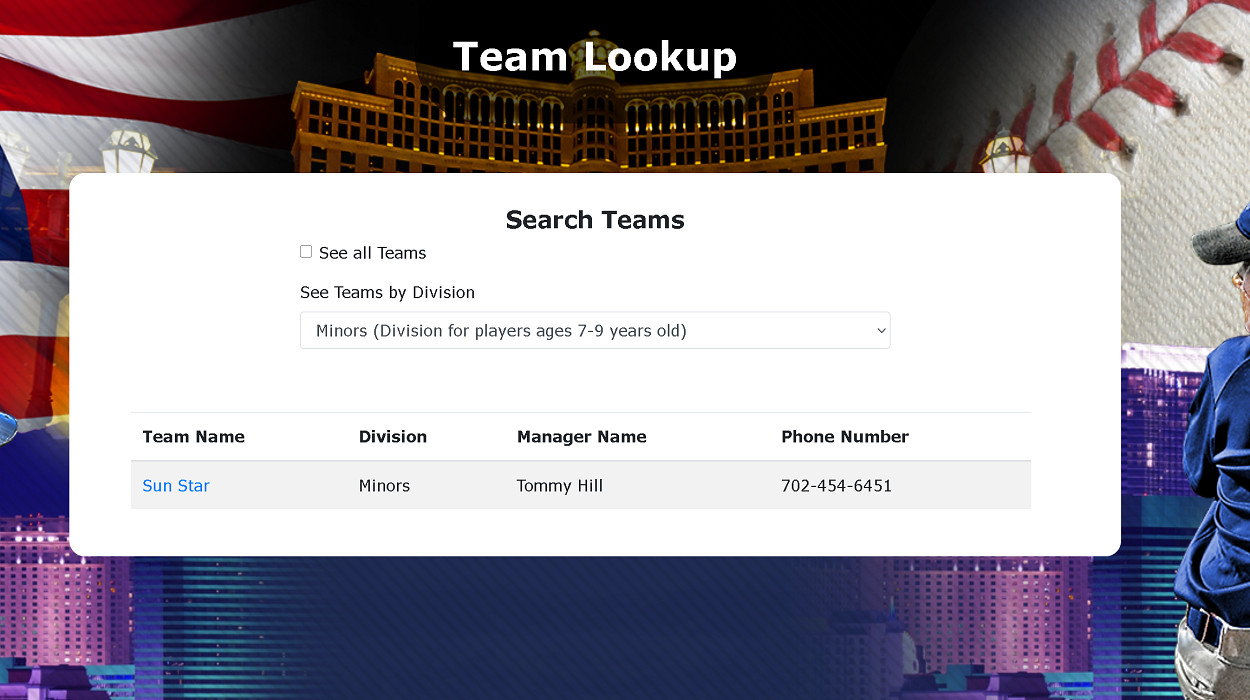 Team Lookup
Search Teams
See all Teams
See Teams by Division
Minors (Division for players ages 7-9 years old)
Team Name Division Manager Name Phone Number
Sun Star Minors Tommy Hill 702-454-6451